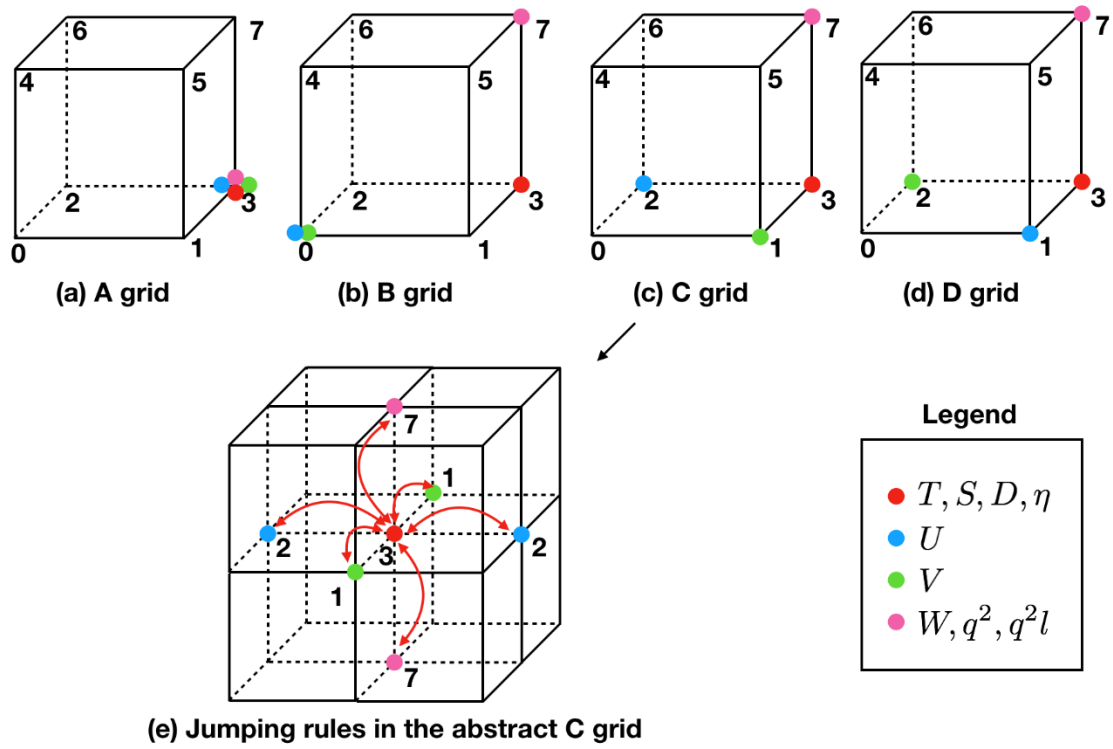 6 7 4 5 2 3 0 1
6 7 4 5 2 3 0 1
6 7 4 5 2 3 0 1
6 7 4 5 2 3 0 1
(a) A grid
(b) B grid
(c) C grid
(d) D grid
7
1
2 3 2
1
7
(e) Jumping rules in the abstract C grid
Legend
T, S, D, η
U
V
W, q², q²l